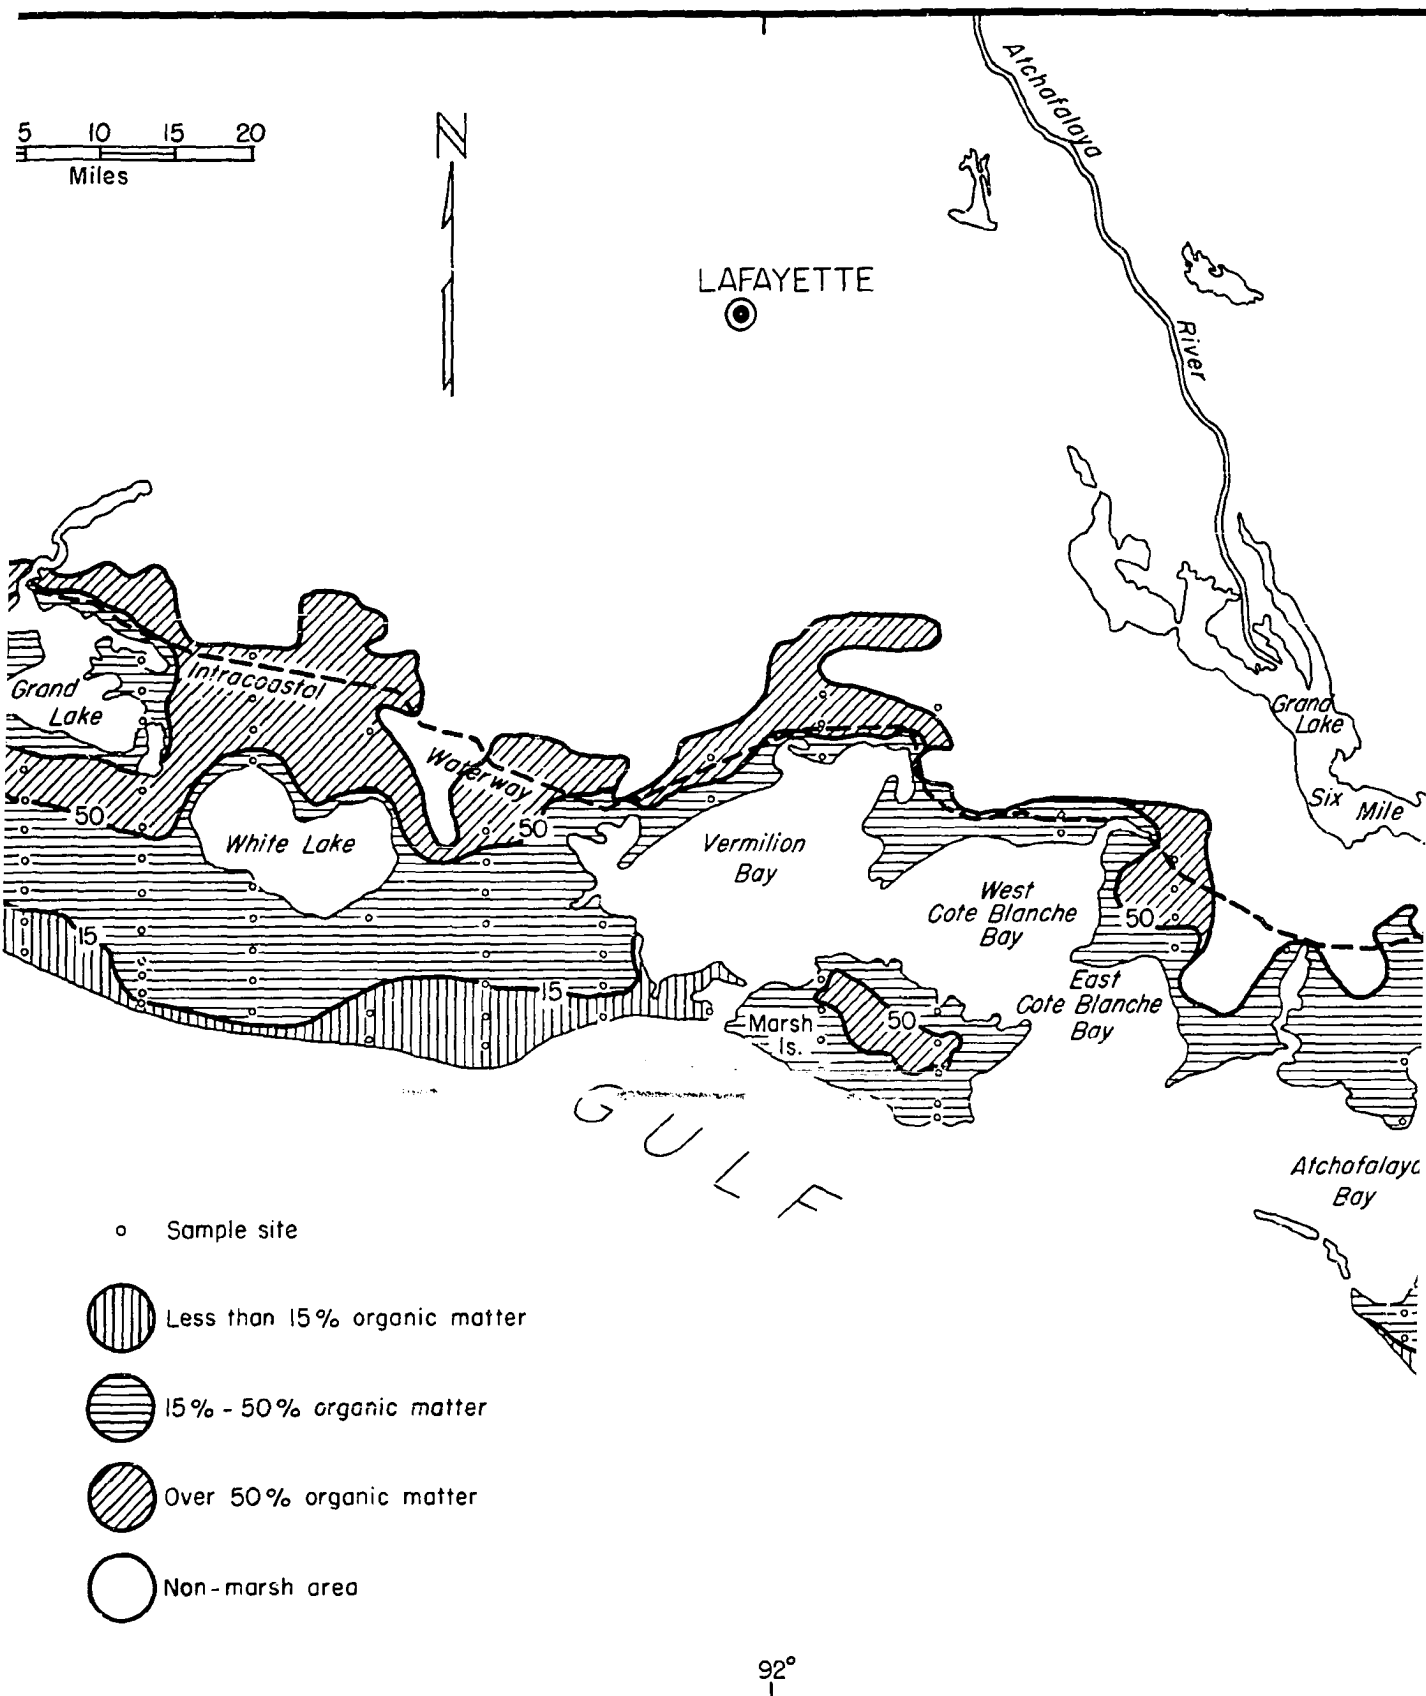 5 10 15 20
Miles
N
Atchafalaya
River
LAFAYETTE
Intracoastal
Waterway
Grand
Lake
Grand
Lake
Six Mile
50
White Lake
50
Vermilion
Bay
West
Cote Blanche
Bay
50
15
15
East
Cote Blanche
Bay
Marsh
Is.
50
GULF
Atchafalaya
Bay
Sample site
Less than 15% organic matter
15% - 50% organic matter
Over 50% organic matter
Non-marsh area
92°